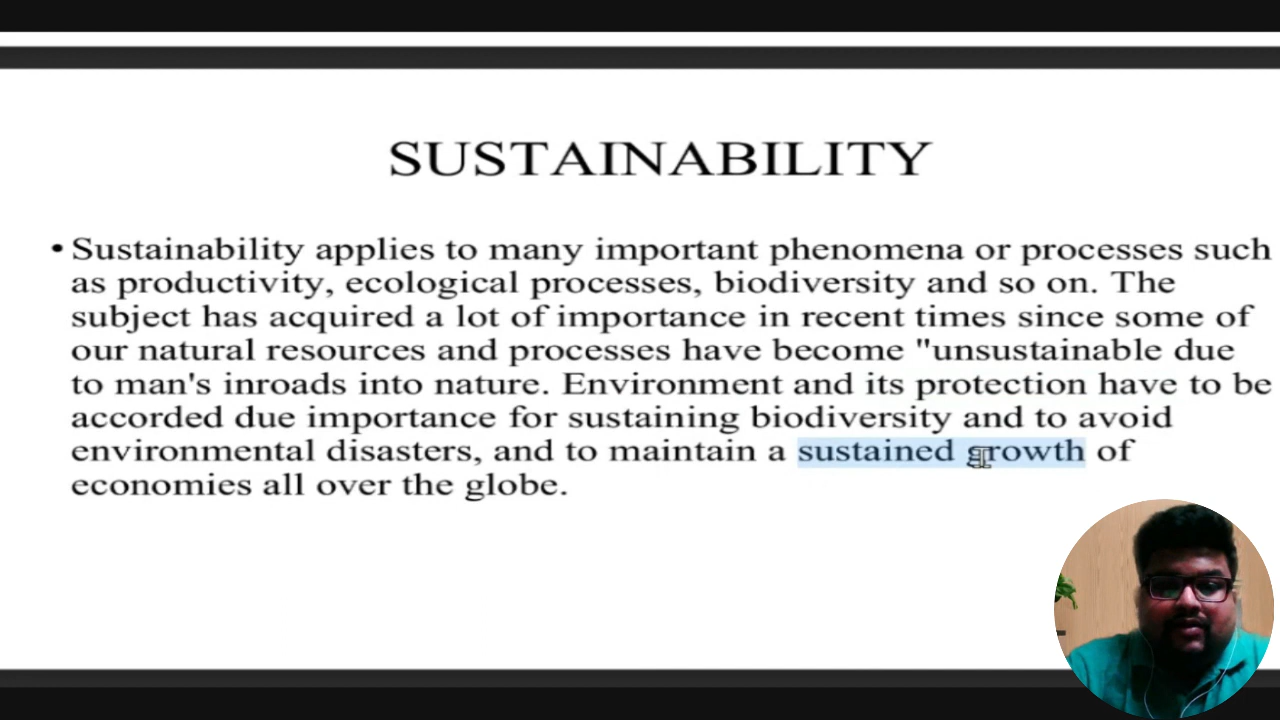 SUSTAINABILITY
• Sustainability applies to many important phenomena or processes such
as productivity, ecological processes, biodiversity and so on. The
subject has acquired a lot of importance in recent times since some of
our natural resources and processes have become "unsustainable due
to man's inroads into nature. Environment and its protection have to be
accorded due importance for sustaining biodiversity and to avoid
environmental disasters, and to maintain a sustained growth of
economies all over the globe.